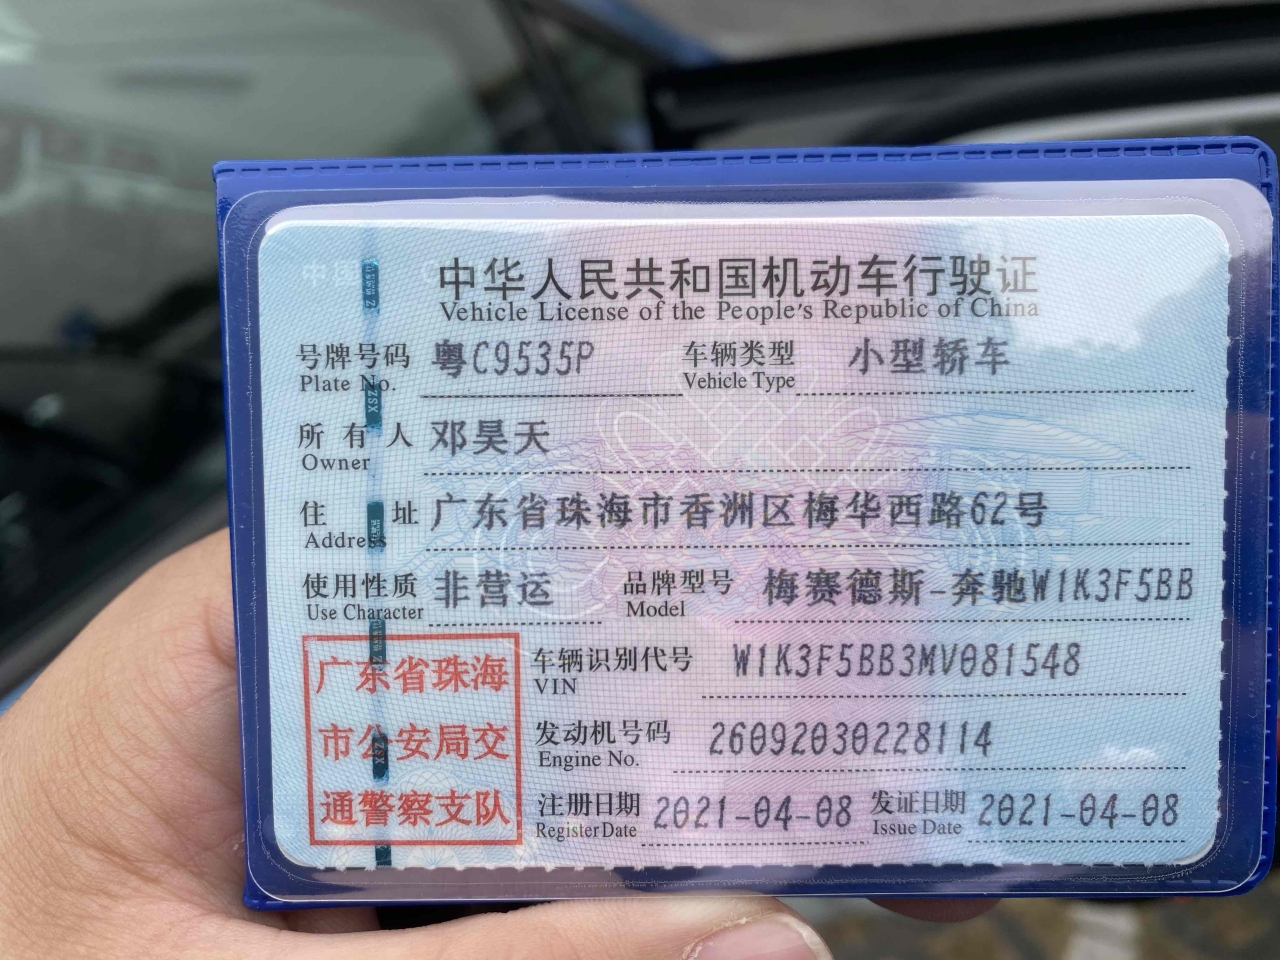 中华人民共和国机动车行驶证
Vehicle License of the People's Republic of China
号牌号码 粤C9535P 车辆类型 小型轿车
Plate No. Vehicle Type
所有人 邓昊天
Owner
住址 广东省珠海市香洲区梅华西路62号
Address
使用性质 非营运 品牌型号 梅赛德斯-奔驰W1K3F5BB
Use Character Model
广东省珠海
市公安局交
通警察支队
车辆识别代号 W1K3F5BB3MV081548
VIN
发动机号码 26092030228114
Engine No.
注册日期 2021-04-08 发证日期 2021-04-08
Register Date Issue Date